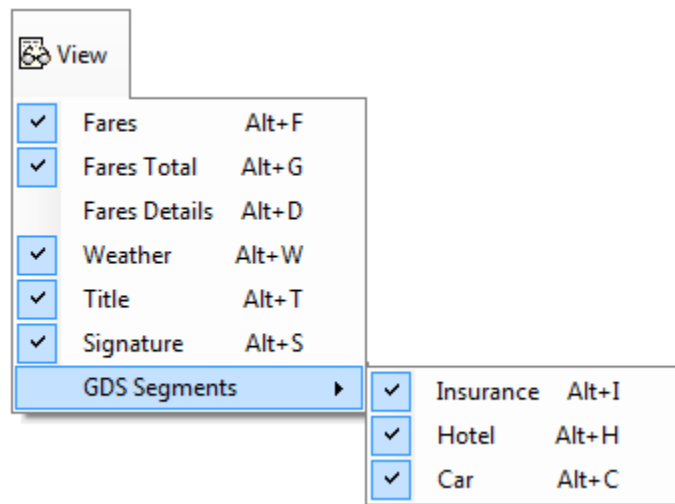 View
Fares Alt+F
Fares Total Alt+G
Fares Details Alt+D
Weather Alt+W
Title Alt+T
Signature Alt+S
GDS Segments
Insurance Alt+I
Hotel Alt+H
Car Alt+C